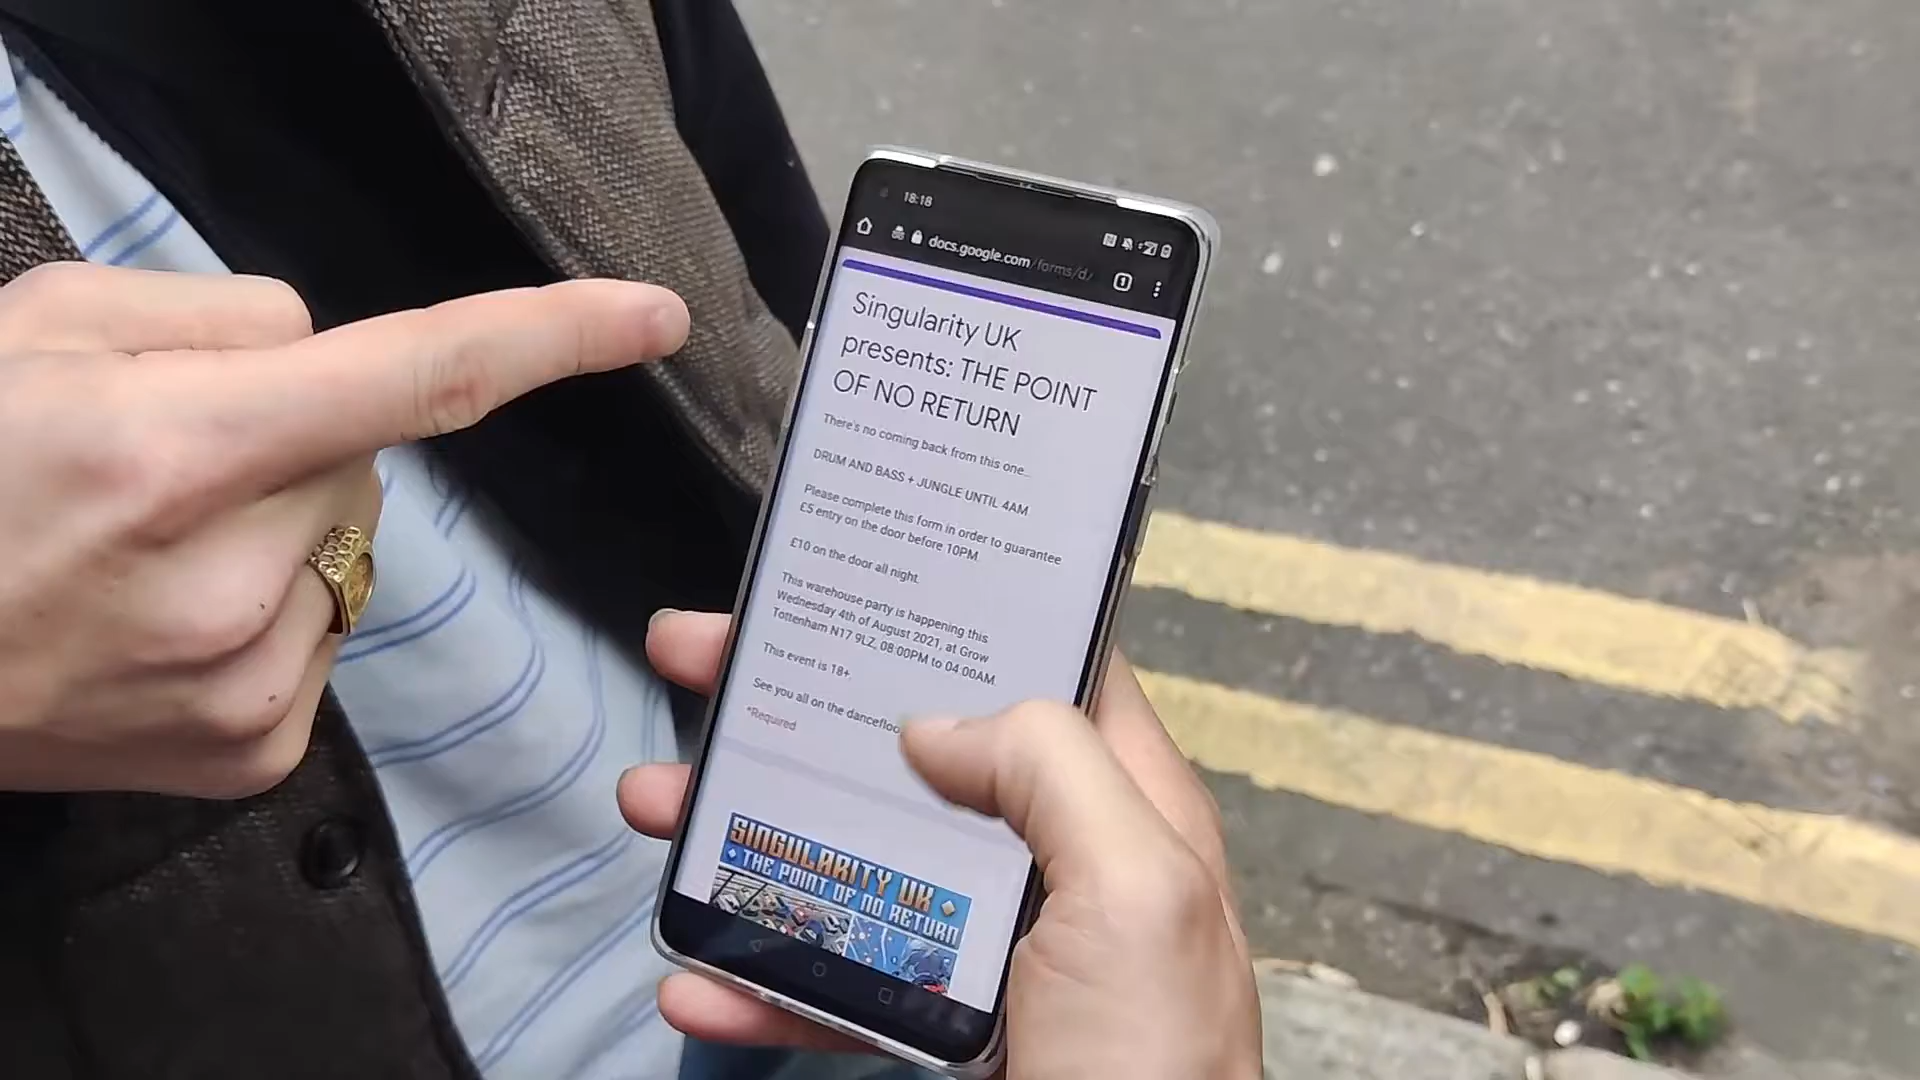 18:18
docs.google.com/forms/d/
1
Singularity UK
presents: THE POINT
OF NO RETURN
There's no coming back from this one...
DRUM AND BASS + JUNGLE UNTIL 4AM
Please complete this form in order to guarantee
£5 entry on the door before 10PM
£10 on the door all night.
This warehouse party is happening this
Wednesday 4th of August 2021, at Grow
Tottenham N17 9LZ, 08:00PM to 04:00AM.
This event is 18+
See you all on the dancefloo
*Required
SINGULARITY UK
THE POINT OF NO RETURN